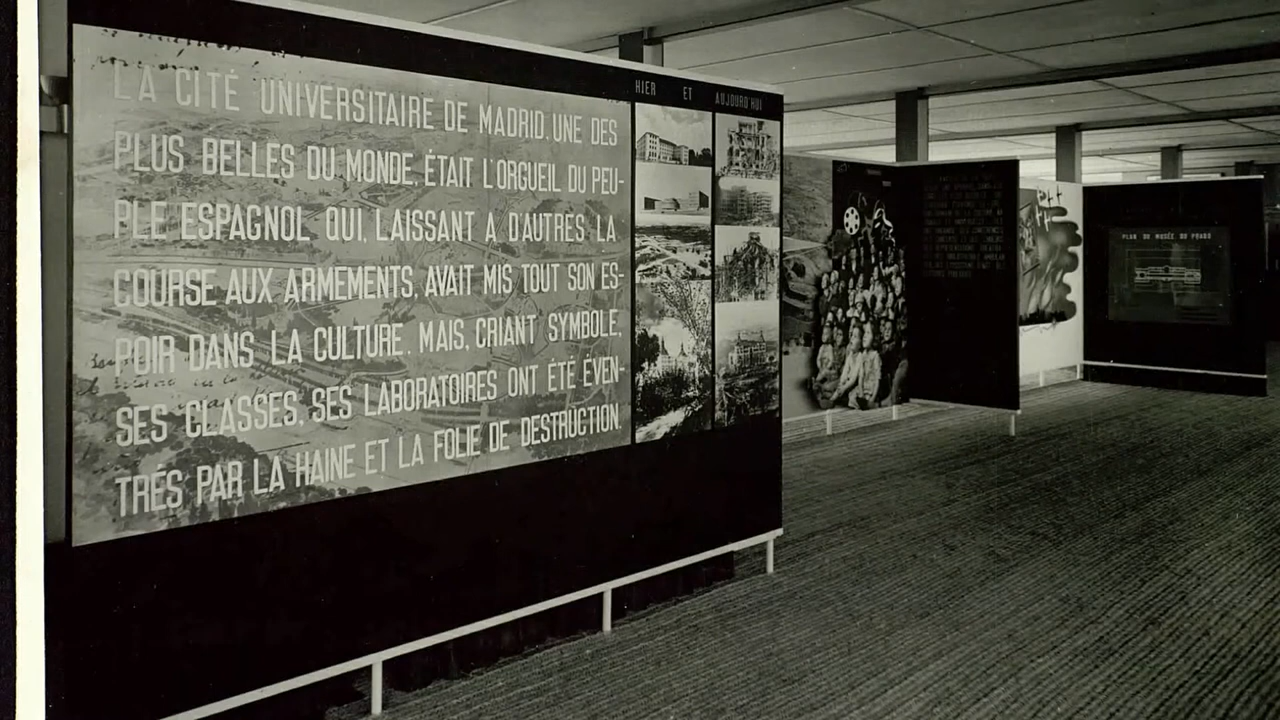 LA CITÉ UNIVERSITAIRE DE MADRID, UNE DES
PLUS BELLES DU MONDE, ÉTAIT L'ORGUEIL DU PEU-
PLE ESPAGNOL QUI, LAISSANT A D'AUTRES LA
COURSE AUX ARMEMENTS, AVAIT MIS TOUT SON ES-
POIR DANS LA CULTURE. MAIS, CRIANT SYMBOLE,
SES CLASSES, SES LABORATOIRES ONT ÉTÉ ÉVEN-
TRÉS PAR LA HAINE ET LA FOLIE DE DESTRUCTION.
HIER ET AUJOURD'HUI
PLAN DU MUSÉE DU PRADO